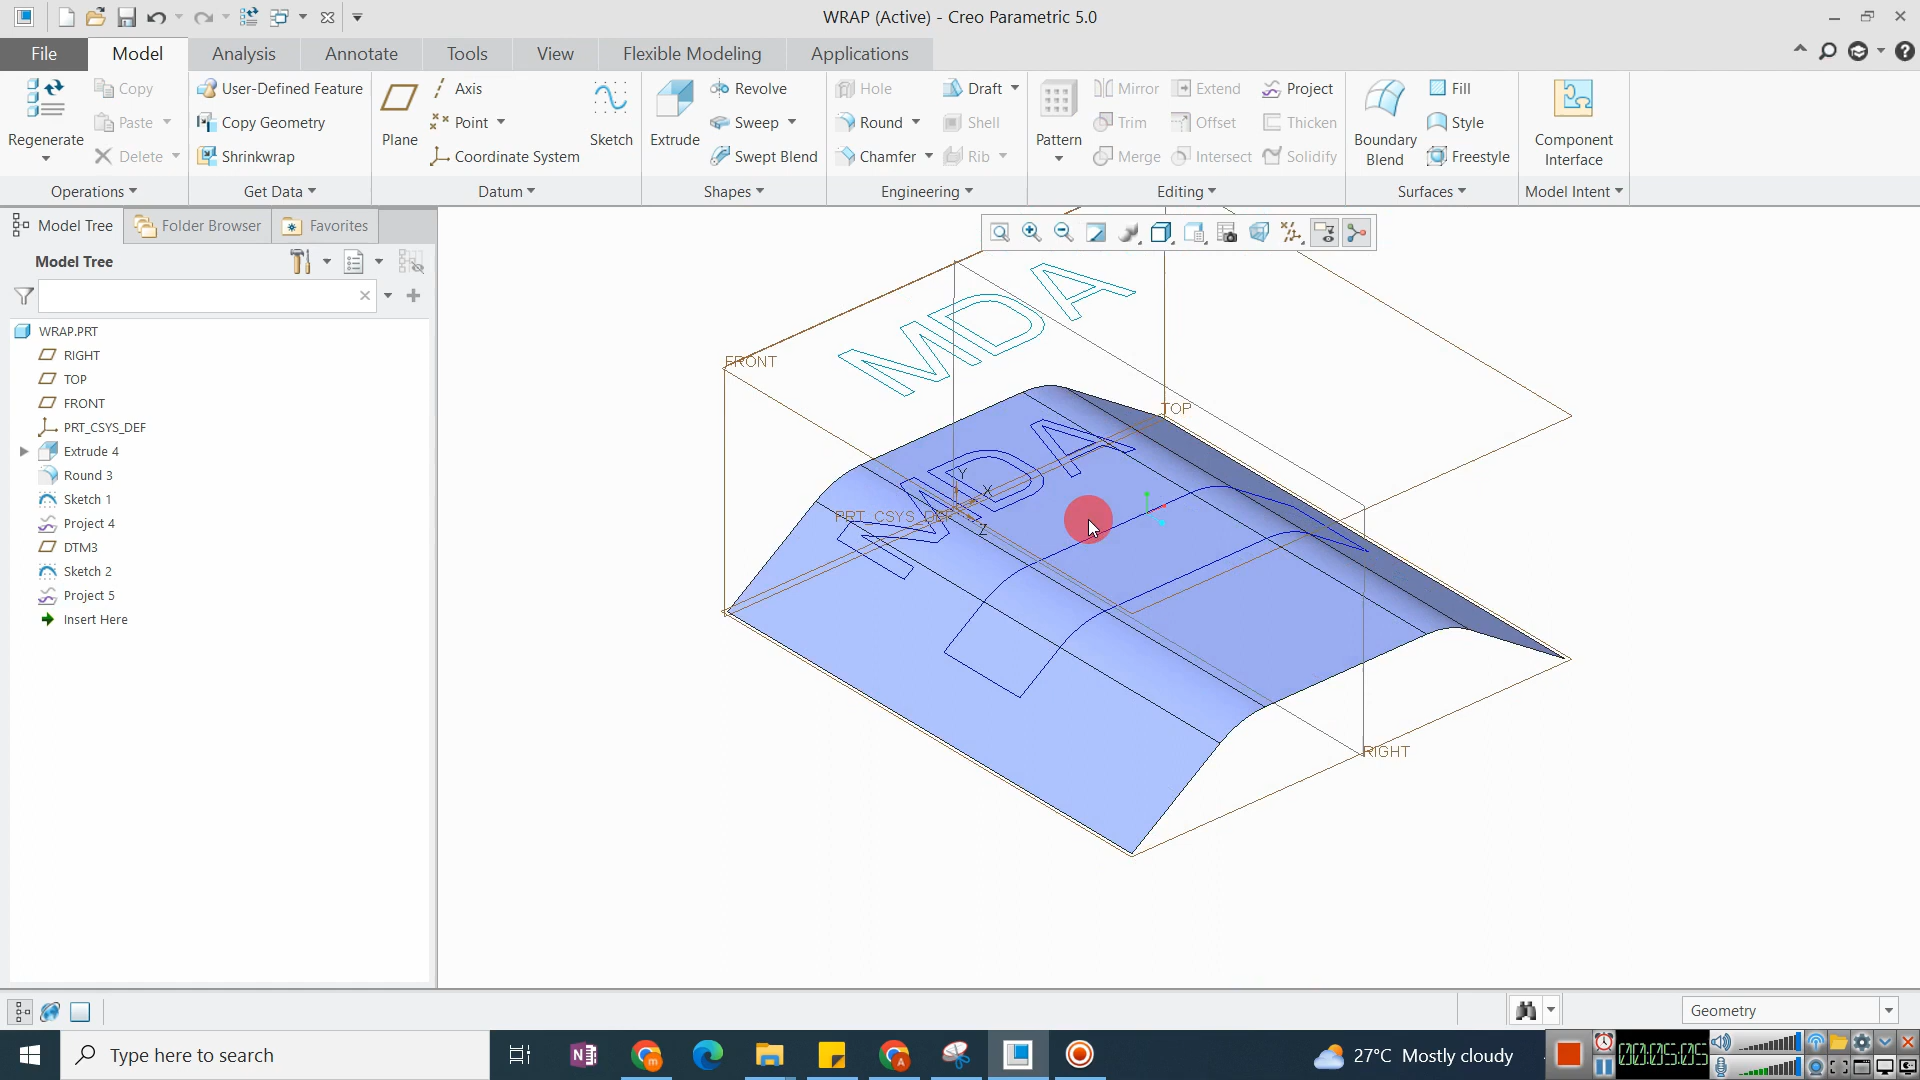 WRAP (Active) - Creo Parametric 5.0
File Model Analysis Annotate Tools View Flexible Modeling Applications
Regenerate
Copy
Paste
Delete
Operations
User-Defined Feature
Copy Geometry
Shrinkwrap
Get Data
Plane
Axis
Point
Coordinate System
Sketch
Datum
Extrude
Revolve
Sweep
Swept Blend
Shapes
Hole
Round
Chamfer
Draft
Shell
Rib
Engineering
Pattern
Mirror
Trim
Merge
Extend
Offset
Intersect
Project
Thicken
Solidify
Editing
Boundary
Blend
Fill
Style
Freestyle
Surfaces
Component
Interface
Model Intent
Model Tree Folder Browser Favorites
Model Tree
WRAP.PRT
RIGHT
TOP
FRONT
PRT_CSYS_DEF
Extrude 4
Round 3
Sketch 1
Project 4
DTM3
Sketch 2
Project 5
Insert Here
MDA
FRONT
TOP
MDA
Y
X
PRT_CSYS_DEF
Z
RIGHT
Geometry
Type here to search
27°C Mostly cloudy
00:05:05